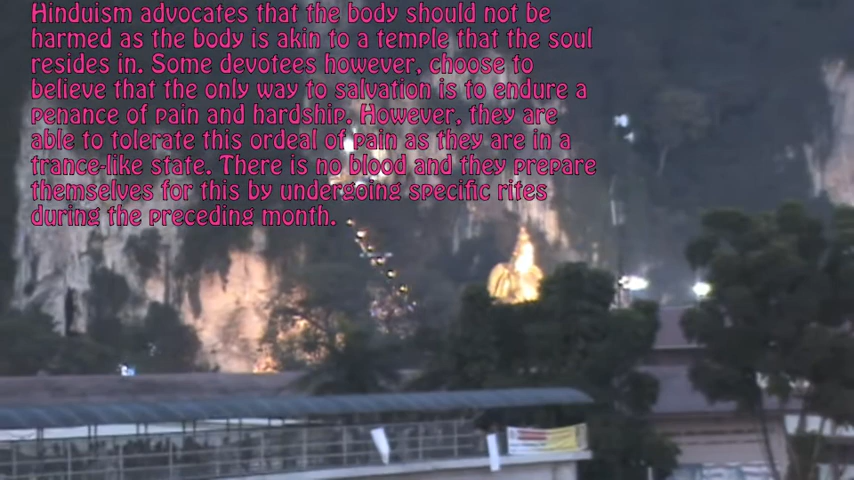 Hinduism advocates that the body should not be
harmed as the body is akin to a temple that the soul
resides in. Some devotees however, choose to
believe that the only way to salvation is to endure a
penance of pain and hardship. However, they are
able to tolerate this ordeal of pain as they are in a
trance-like state. There is no blood and they prepare
themselves for this by undergoing specific rites
during the preceding month.